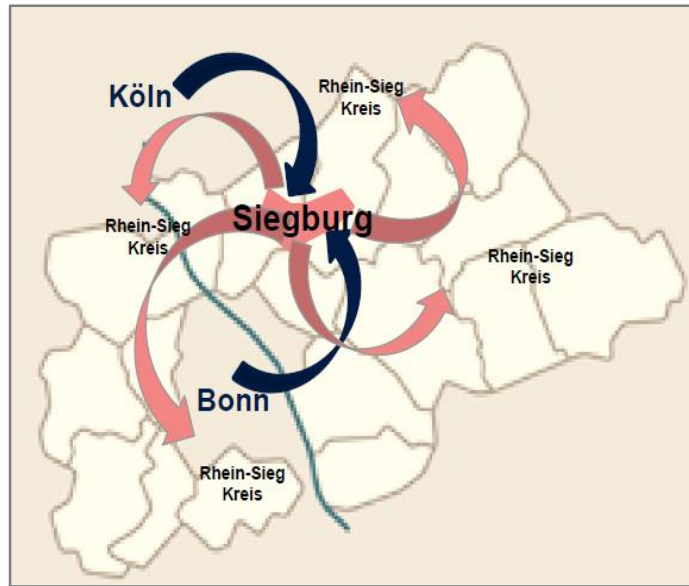 Köln
Rhein-Sieg
Kreis
Siegburg
Rhein-Sieg
Kreis
Rhein-Sieg
Kreis
Bonn
Rhein-Sieg
Kreis